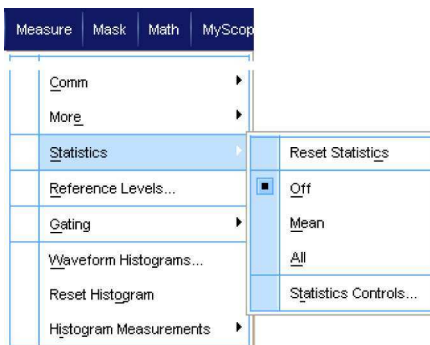 Measure Mask Math MyScop
Comm
More
Statistics
Reset Statistics
Reference Levels...
Off
Gating
Mean
Waveform Histograms...
All
Reset Histogram
Statistics Controls...
Histogram Measurements